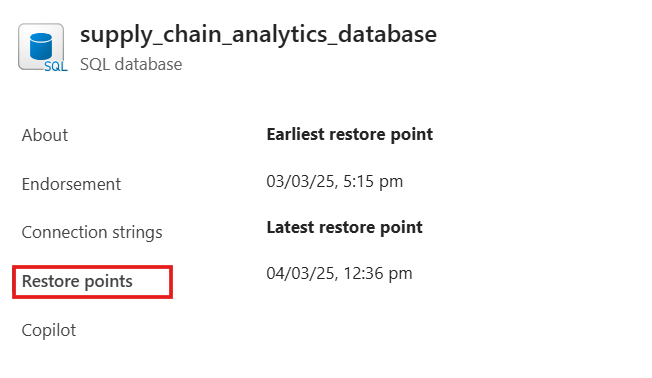 supply_chain_analytics_database
SQL
SQL database
About
Endorsement
Connection strings
Restore points
Copilot
Earliest restore point
03/03/25, 5:15 pm
Latest restore point
04/03/25, 12:36 pm